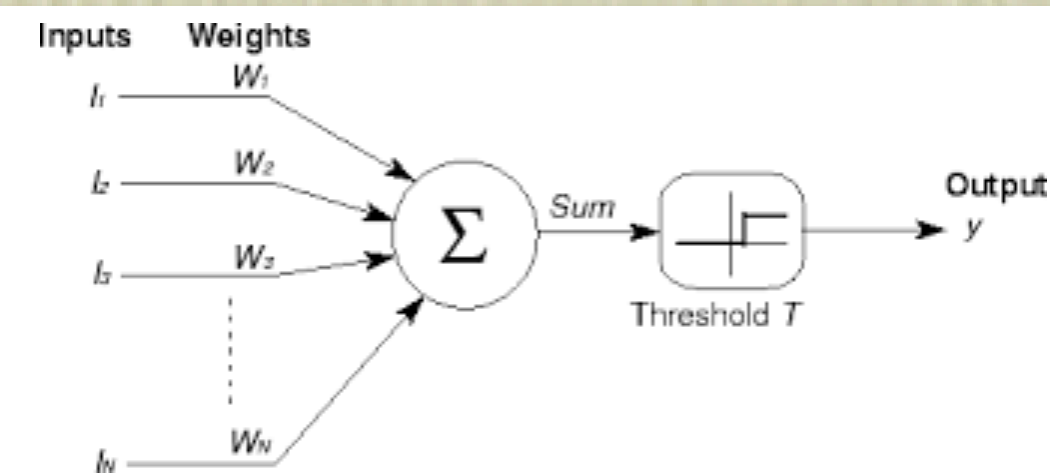 Inputs Weights
I₁ W₁
I₂ W₂
I₃ W₃
Iₙ Wₙ
Σ
Sum
Threshold T
Output
y